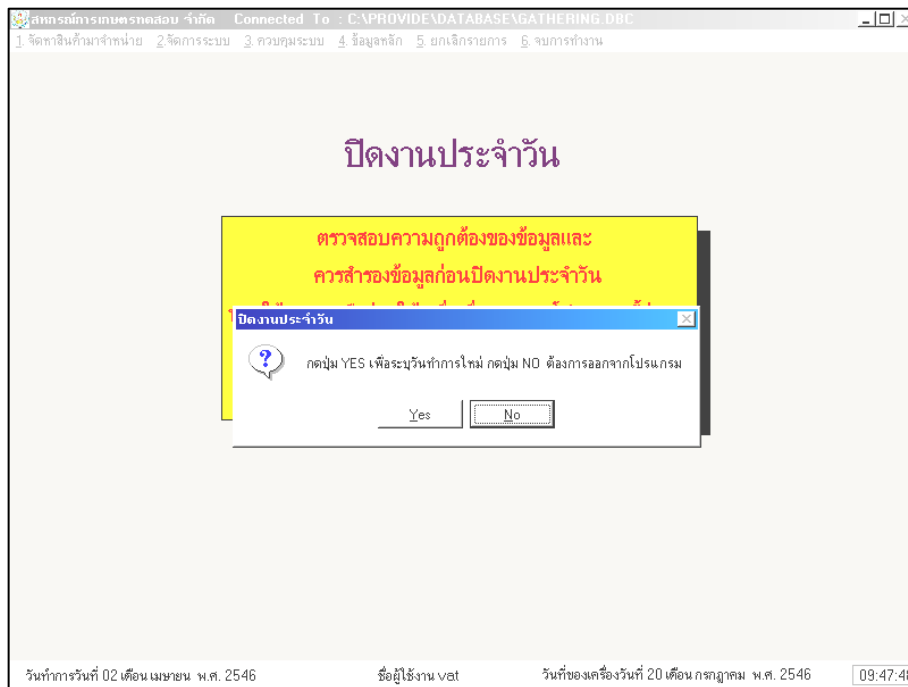 สหกรณ์การเกษตรทดสอบ จำกัด Connected To : C:\PROVIDE\DATABASE\GATHERING.DBC
1. จัดหาสินค้ามาจำหน่าย 2.จัดการระบบ 3. ควบคุมระบบ 4. ข้อมูลหลัก 5. ยกเลิกรายการ 6. จบการทำงาน
ปิดงานประจำวัน
ตรวจสอบความถูกต้องของข้อมูลและ
ควรสำรองข้อมูลก่อนปิดงานประจำวัน
ปิดงานประจำวัน
กดปุ่ม YES เพื่อระบุวันทำการใหม่ กดปุ่ม NO ต้องการออกจากโปรแกรม
Yes No
วันทำการวันที่ 02 เดือน เมษายน พ.ศ. 2546 ชื่อผู้ใช้งาน vat วันที่ของเครื่องวันที่ 20 เดือน กรกฎาคม พ.ศ. 2546 09:47:48